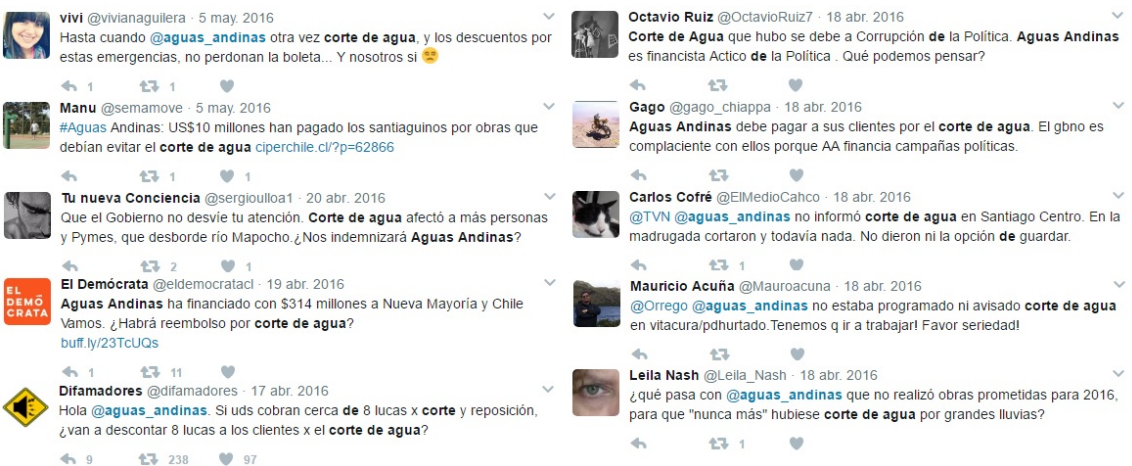 vivi @vivianaguilera · 5 may. 2016
Hasta cuando @aguas_andinas otra vez corte de agua, y los descuentos por
estas emergencias, no perdonan la boleta... Y nosotros si 😒
1 1
Manu @semamove · 5 may. 2016
#Aguas Andinas: US$10 millones han pagado los santiaguinos por obras que
debían evitar el corte de agua ciperchile.cl/?p=62866
1 1
Tu nueva Conciencia @sergioulloa1 · 20 abr. 2016
Que el Gobierno no desvíe tu atención. Corte de agua afectó a más personas
y Pymes, que desborde río Mapocho.¿Nos indemnizará Aguas Andinas?
2 1
EL
DEMÓ
CRATA
El Demócrata @eldemocratacl · 19 abr. 2016
Aguas Andinas ha financiado con $314 millones a Nueva Mayoría y Chile
Vamos. ¿Habrá reembolso por corte de agua?
buff.ly/23TcUQs
1 11
Difamadores @difamadores · 17 abr. 2016
Hola @aguas_andinas. Si uds cobran cerca de 8 lucas x corte y reposición,
¿van a descontar 8 lucas a los clientes x el corte de agua?
9 238 97
Octavio Ruiz @OctavioRuiz7 · 18 abr. 2016
Corte de Agua que hubo se debe a Corrupción de la Política. Aguas Andinas
es financista Actico de la Política . Qué podemos pensar?
Gago @gago_chiappa · 18 abr. 2016
Aguas Andinas debe pagar a sus clientes por el corte de agua. El gbno es
complaciente con ellos porque AA financia campañas políticas.
Carlos Cofré @ElMedioCahco · 18 abr. 2016
@TVN @aguas_andinas no informó corte de agua en Santiago Centro. En la
madrugada cortaron y todavía nada. No dieron ni la opción de guardar.
1
Mauricio Acuña @Mauroacuna · 18 abr. 2016
@Orrego @aguas_andinas no estaba programado ni avisado corte de agua
en vitacura/pdhurtado.Tenemos q ir a trabajar! Favor seriedad!
Leila Nash @Leila_Nash · 18 abr. 2016
¿qué pasa con @aguas_andinas que no realizó obras prometidas para 2016,
para que "nunca más" hubiese corte de agua por grandes lluvias?
1